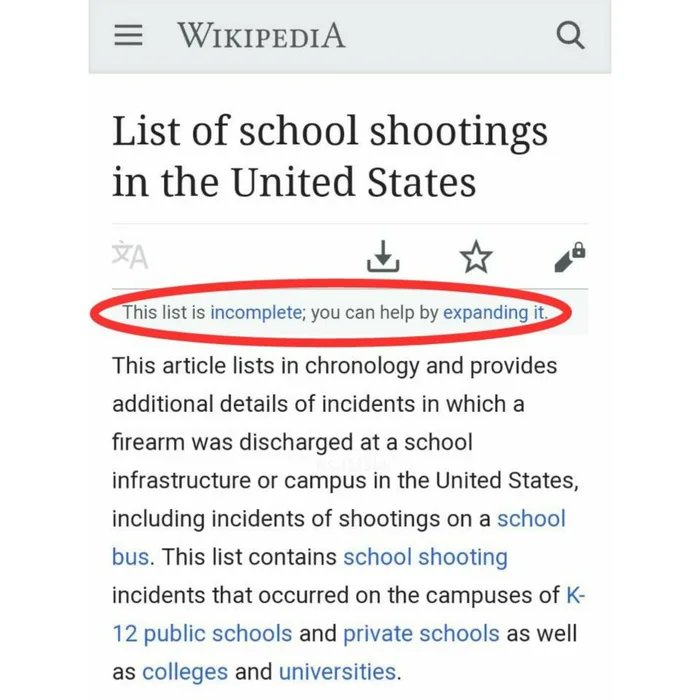 WIKIPEDIA
List of school shootings
in the United States
This list is incomplete; you can help by expanding it.
This article lists in chronology and provides
additional details of incidents in which a
firearm was discharged at a school
infrastructure or campus in the United States,
including incidents of shootings on a school
bus. This list contains school shooting
incidents that occurred on the campuses of K-
12 public schools and private schools as well
as colleges and universities.